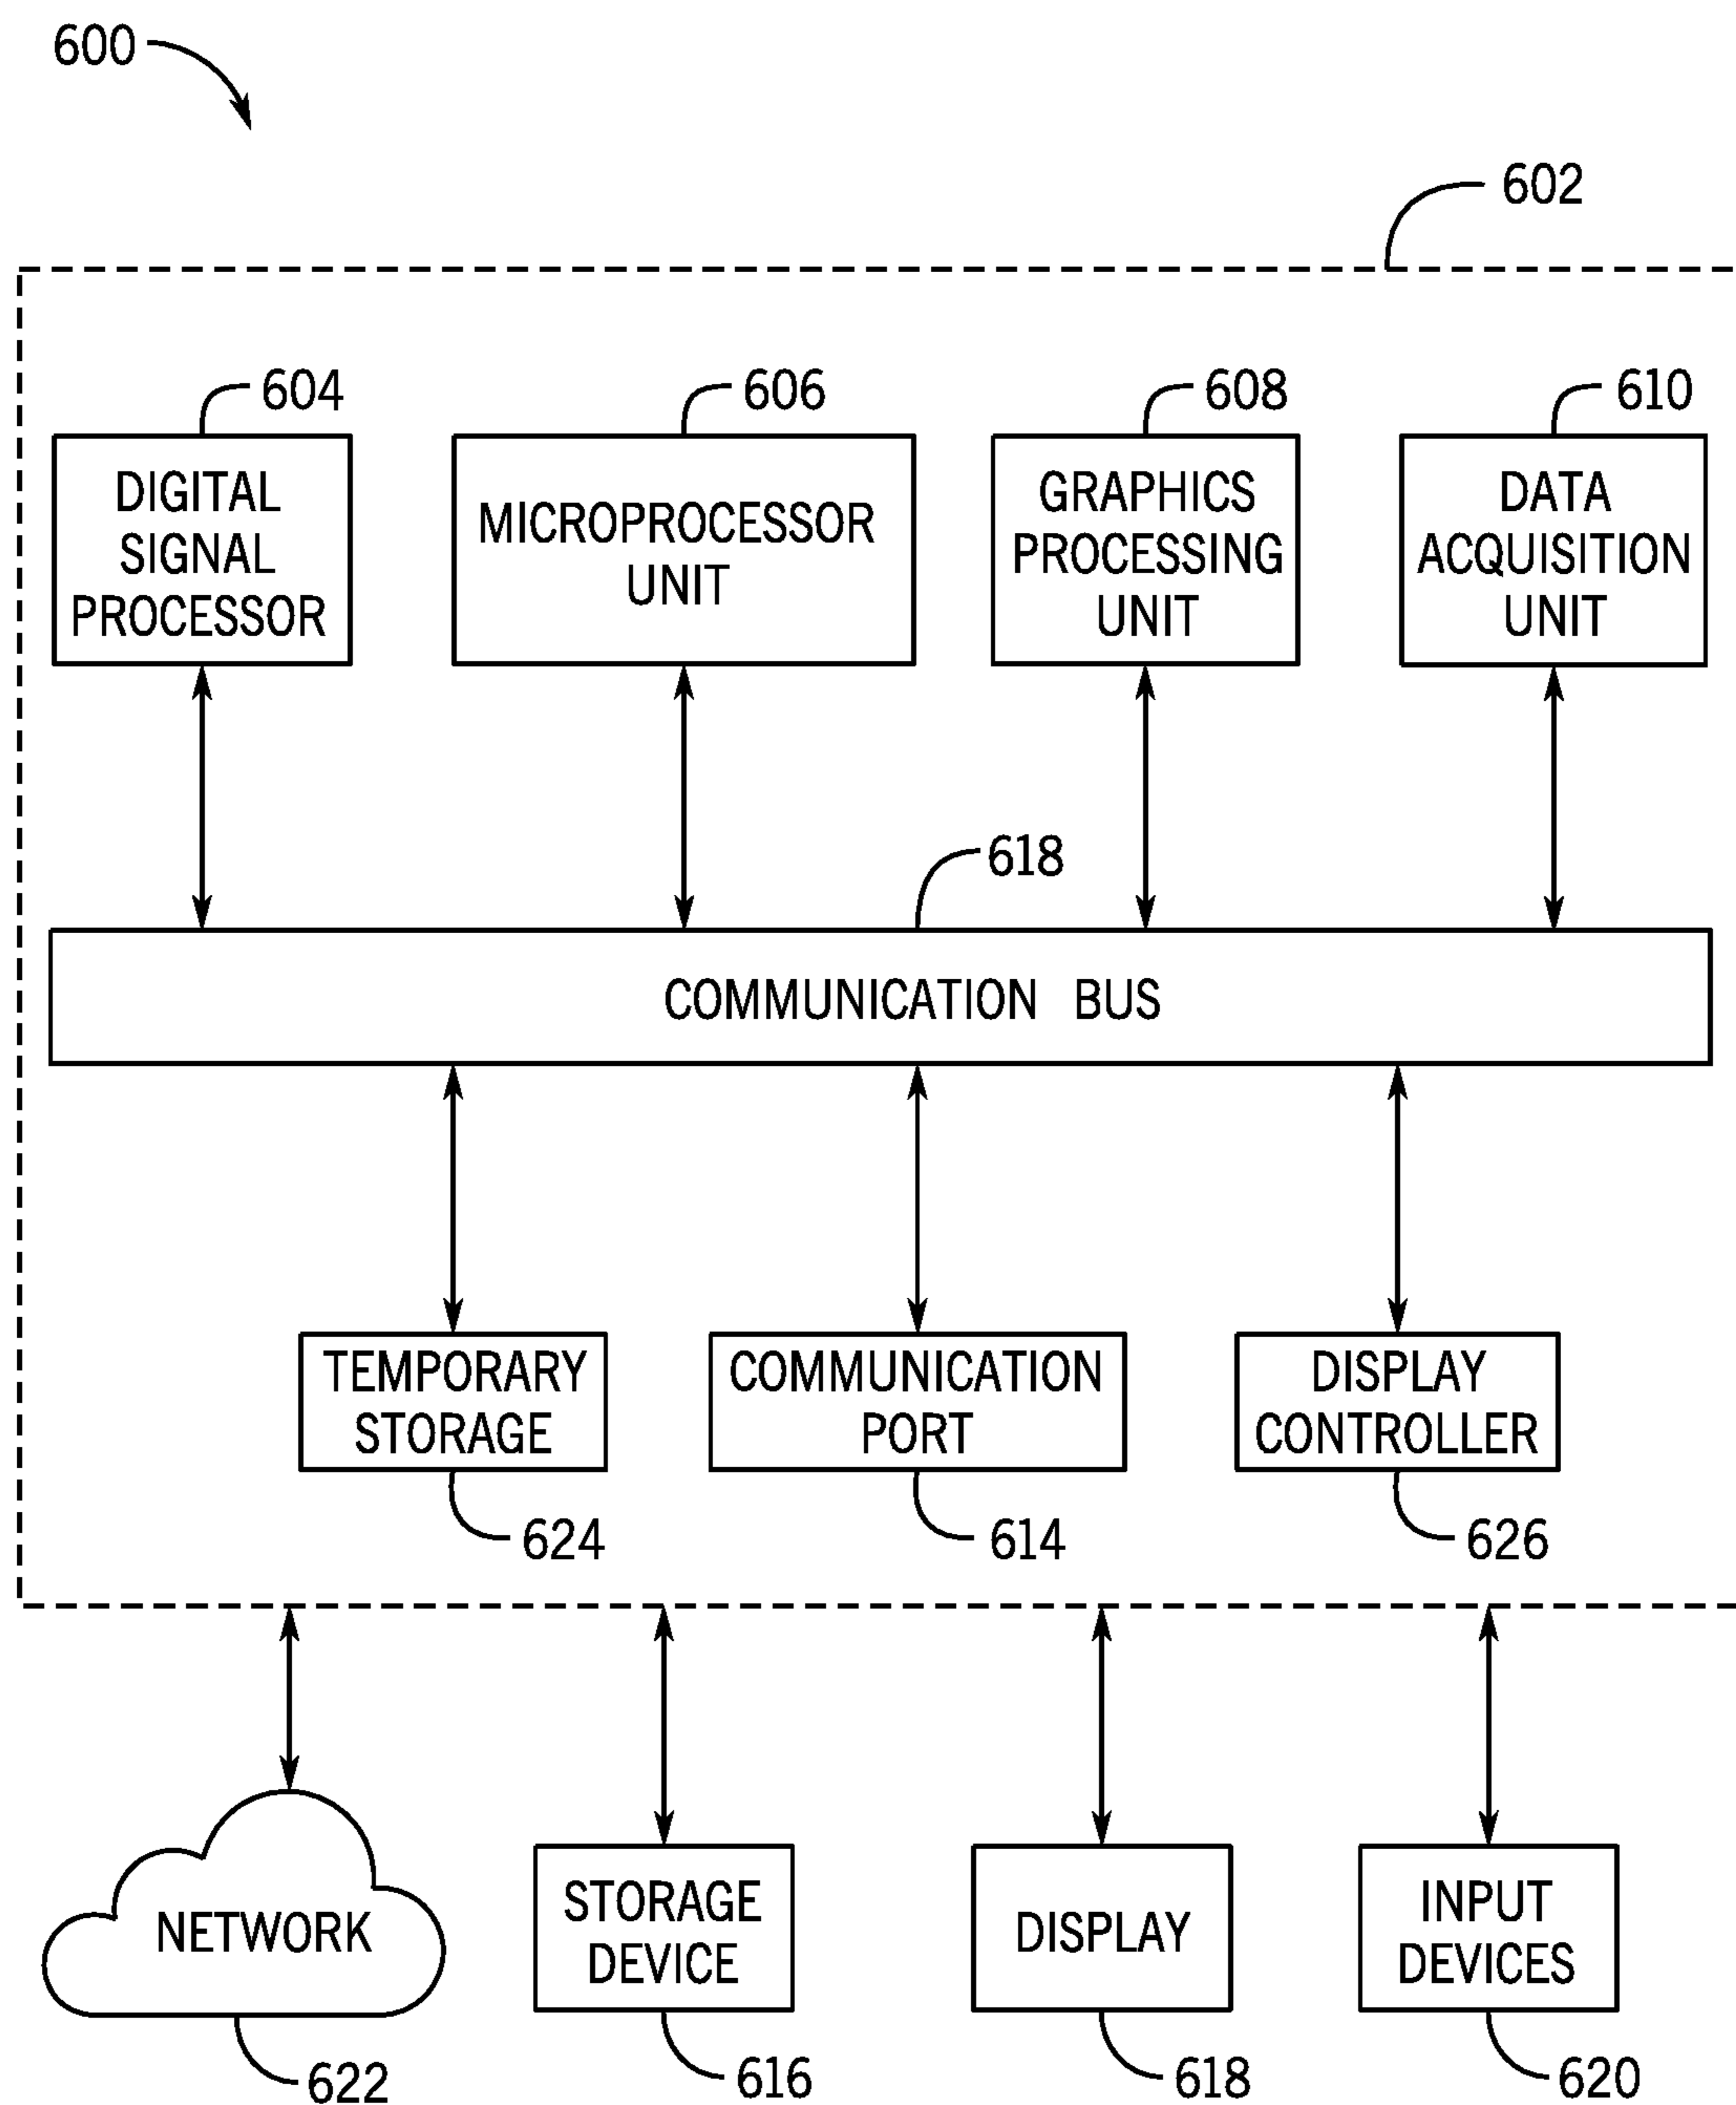 600
602
604
606
608
610
DIGITAL
SIGNAL
PROCESSOR
MICROPROCESSOR
UNIT
GRAPHICS
PROCESSING
UNIT
DATA
ACQUISITION
UNIT
618
COMMUNICATION BUS
TEMPORARY
STORAGE
COMMUNICATION
PORT
DISPLAY
CONTROLLER
624
614
626
NETWORK
STORAGE
DEVICE
DISPLAY
INPUT
DEVICES
622
616
618
620